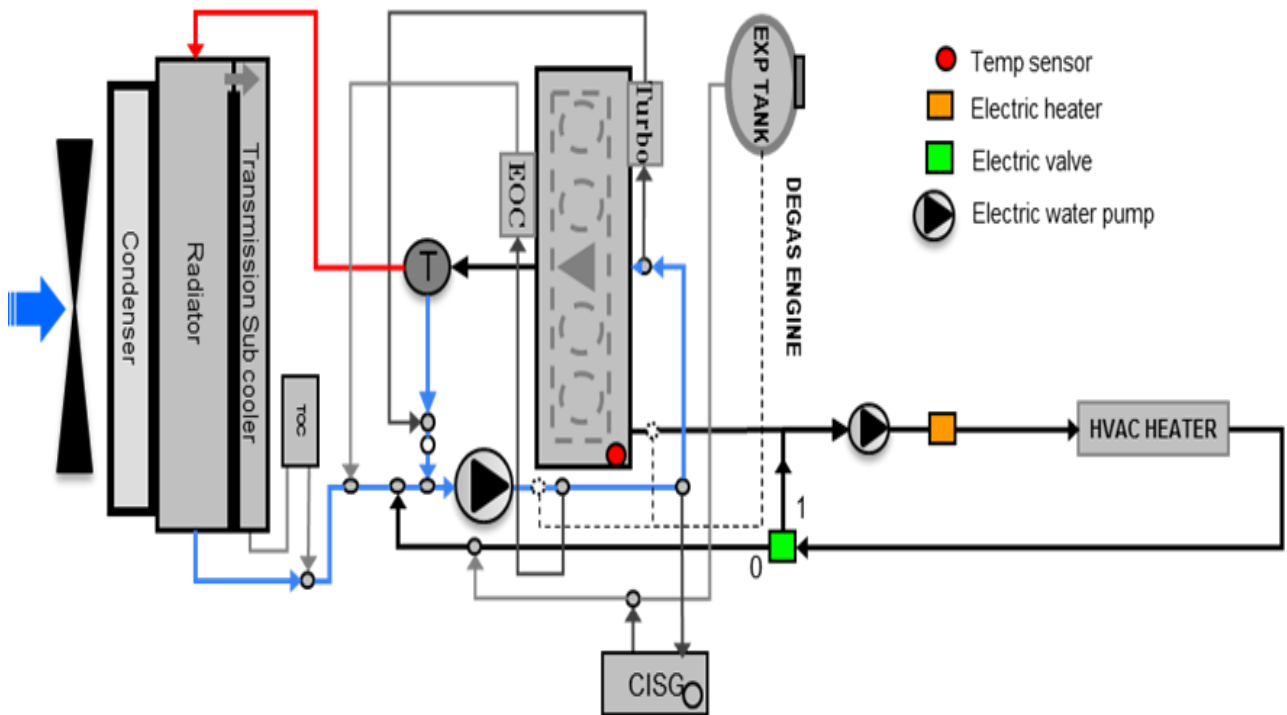 Condenser
Radiator
Transmission Sub cooler
TOC
T
EOC
Turbo
EXP TANK
DEGAS ENGINE
Temp sensor
Electric heater
Electric valve
Electric water pump
HVAC HEATER
1
0
CISG